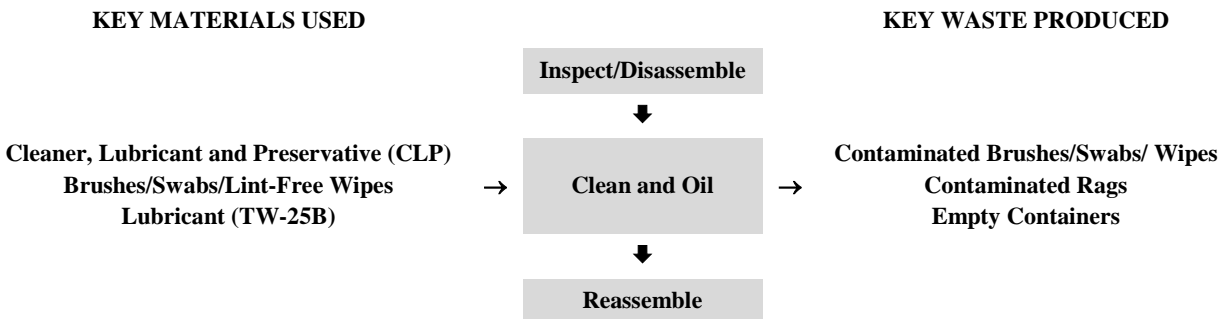 KEY MATERIALS USED
KEY WASTE PRODUCED
Inspect/Disassemble
Cleaner, Lubricant and Preservative (CLP)
Brushes/Swabs/Lint-Free Wipes
Lubricant (TW-25B)
Clean and Oil
Contaminated Brushes/Swabs/ Wipes
Contaminated Rags
Empty Containers
Reassemble